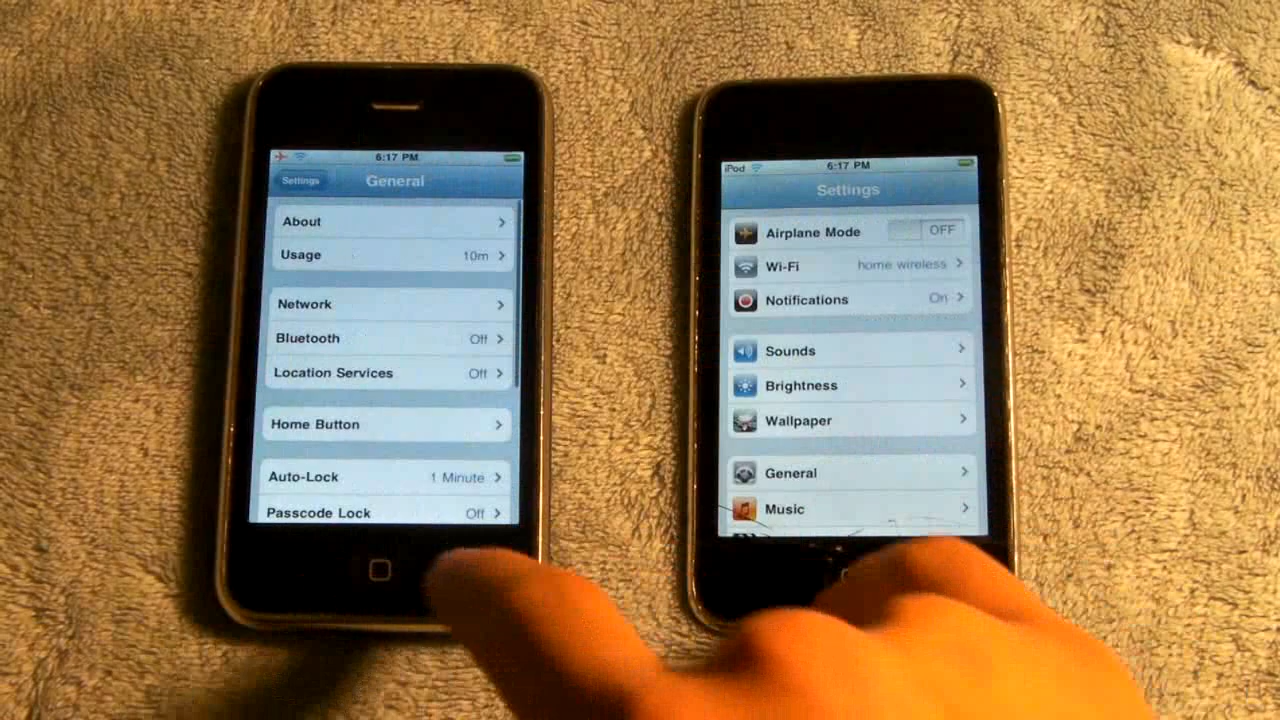 6:17 PM
Settings
General
About
Usage 10m
Network
Bluetooth Off
Location Services Off
Home Button
Auto-Lock 1 Minute
Passcode Lock Off
iPod 6:17 PM
Settings
Airplane Mode OFF
Wi-Fi home wireless
Notifications On
Sounds
Brightness
Wallpaper
General
Music